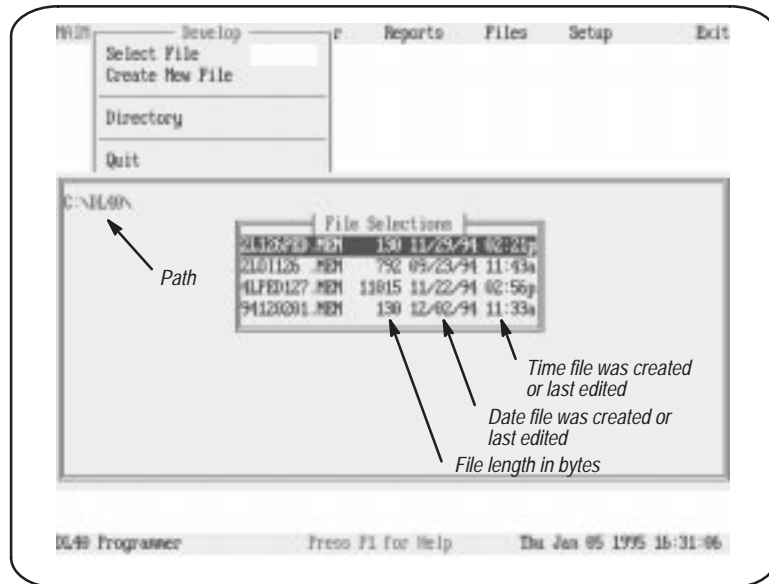 MAIN Develop r Reports Files Setup Exit
Select File
Create New File
Directory
Quit
C:\DL40\
Path
File Selections
2L126PED.MEM 130 11/29/94 02:21p
2LOI126 .MEM 792 09/23/94 11:43a
4LPED127.MEM 11015 11/22/94 02:56p
94120201.MEM 130 12/02/94 11:33a
Time file was created
or last edited
Date file was created or
last edited
File length in bytes
DL40 Programmer Press F1 for Help Thu Jan 05 1995 16:31:06